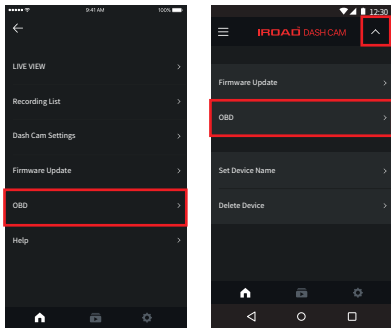 9:41 AM
100%
LIVE VIEW
Recording List
Dash Cam Settings
Firmware Update
OBD
Help
12:30
IROAD DASH CAM
Firmware Update
OBD
Set Device Name
Delete Device